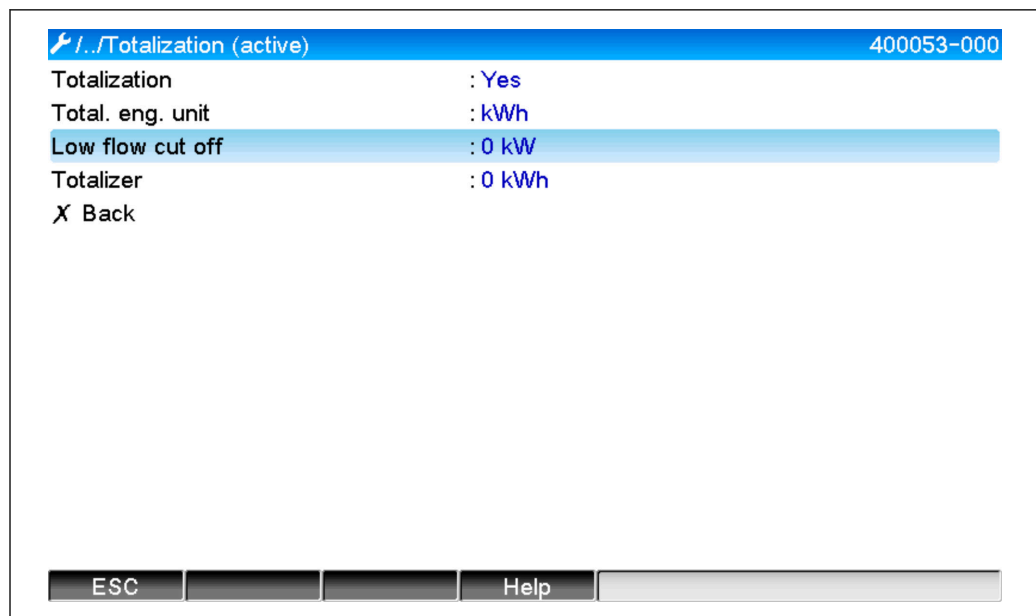 /../Totalization (active) 400053-000
Totalization : Yes
Total. eng. unit : kWh
Low flow cut off : 0 kW
Totalizer : 0 kWh
X Back
ESC Help